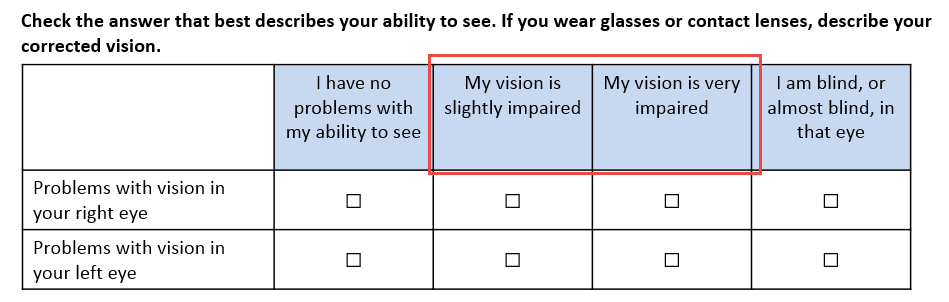 Check the answer that best describes your ability to see. If you wear glasses or contact lenses, describe your
corrected vision.
I have no
problems with
my ability to see
My vision is
slightly impaired
My vision is very
impaired
I am blind, or
almost blind, in
that eye
Problems with vision in
your right eye
☐ ☐ ☐ ☐
Problems with vision in
your left eye
☐ ☐ ☐ ☐